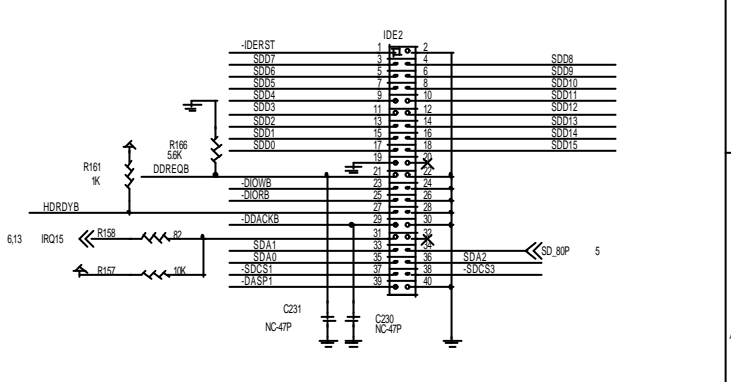 IDE2
-IDERST 1 2
SDD7 3 4 SDD8
SDD6 5 6 SDD9
SDD5 7 8 SDD10
SDD4 9 10 SDD11
SDD3 11 12 SDD12
SDD2 13 14 SDD13
SDD1 15 16 SDD14
SDD0 17 18 SDD15
R166
5.6K
19 20
R161
1K
DDREQB 21 22
-DIOWB 23 24
-DIORB 25 26
HDRDYB 27 28
-DDACKB 29 30
6,13 IRQ15 R158 82 31 32
SDA1 33 34 SD_80P 5
SDA0 35 36 SDA2
R157 10K -SDCS1 37 38 -SDCS3
-DASP1 39 40
C231
NC-47P
C230
NC-47P